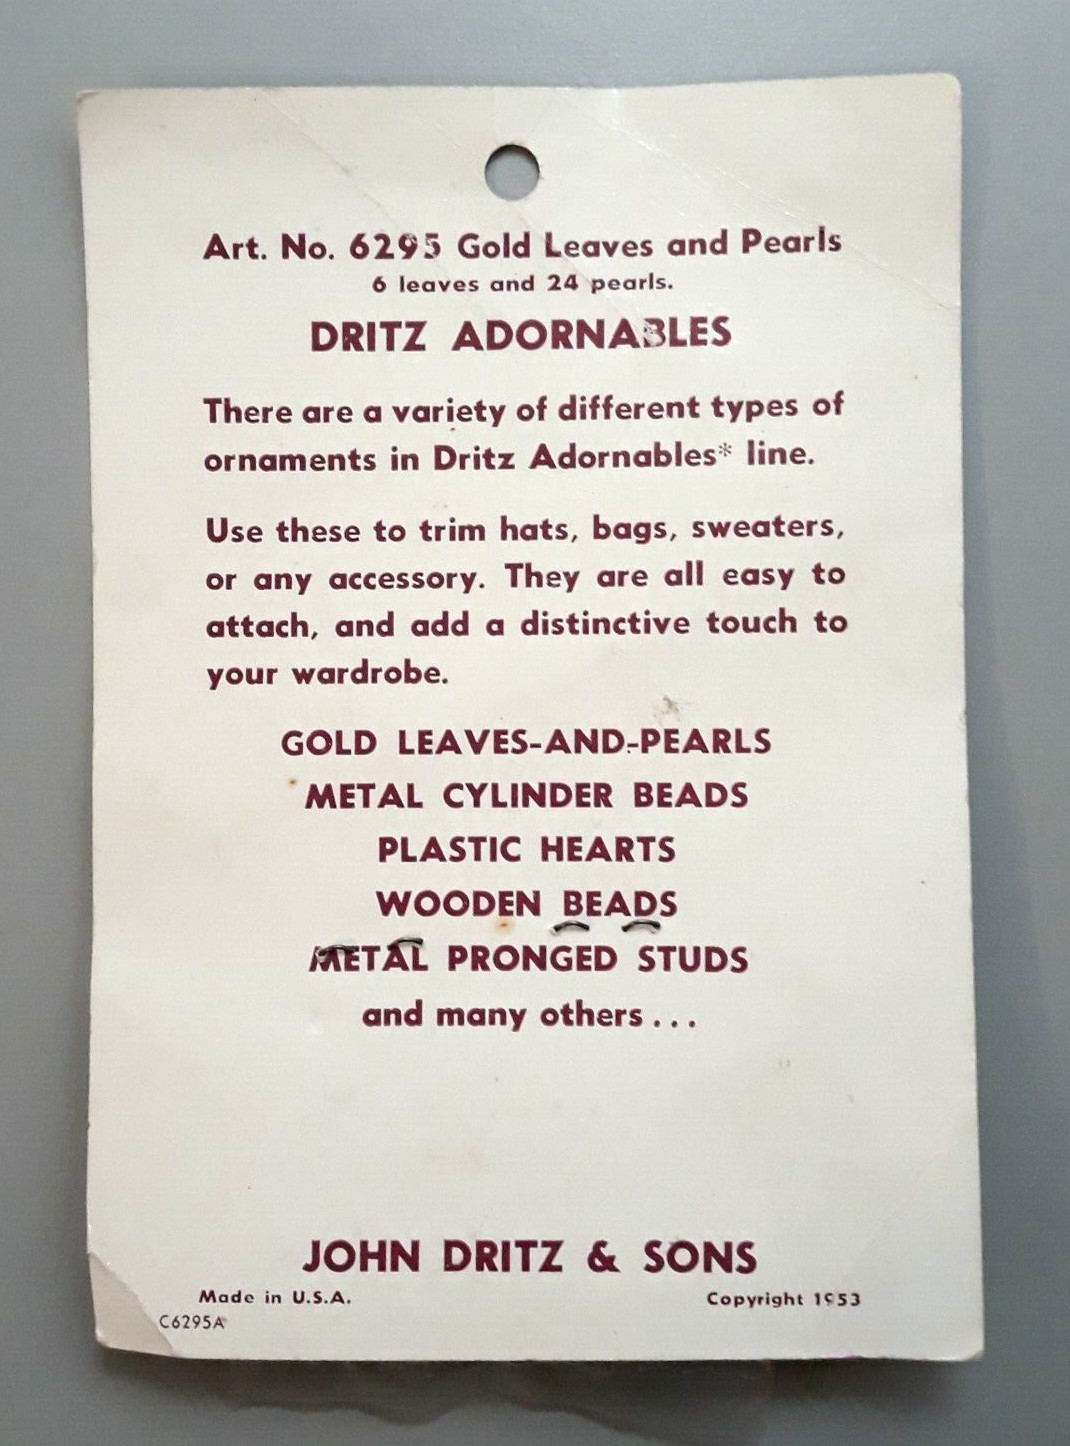 Art. No. 6295 Gold Leaves and Pearls
6 leaves and 24 pearls.
DRITZ ADORNABLES
There are a variety of different types of
ornaments in Dritz Adornables* line.
Use these to trim hats, bags, sweaters,
or any accessory. They are all easy to
attach, and add a distinctive touch to
your wardrobe.
GOLD LEAVES-AND-PEARLS
METAL CYLINDER BEADS
PLASTIC HEARTS
WOODEN BEADS
METAL PRONGED STUDS
and many others...
JOHN DRITZ & SONS
Made in U.S.A. Copyright 1953
C6295A